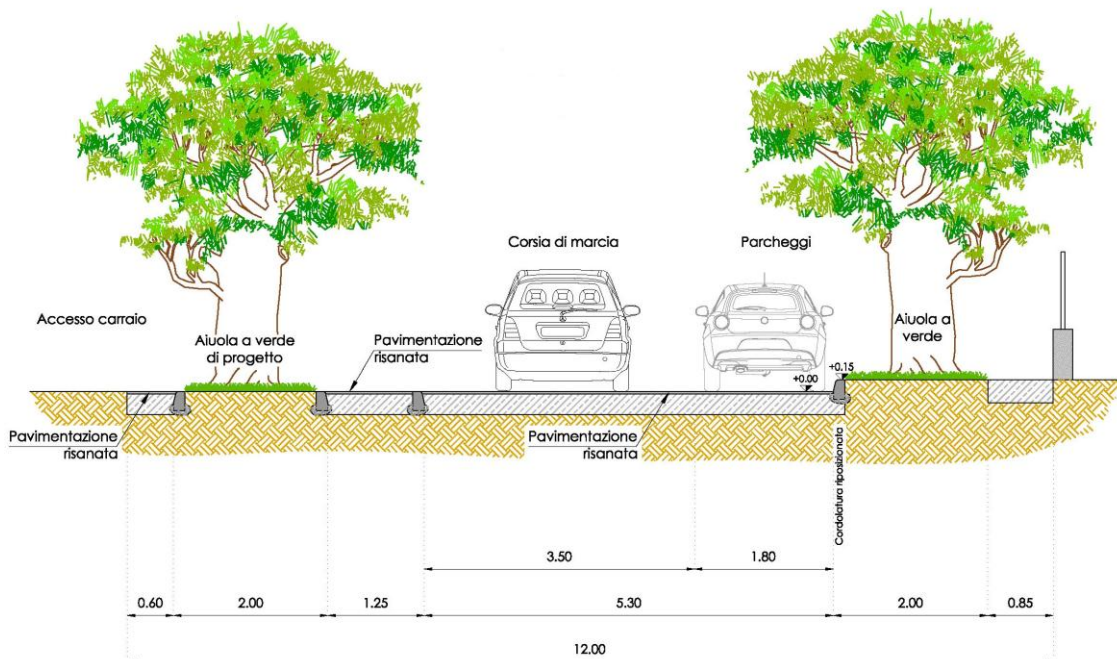 Corsia di marcia
Parcheggi
Accesso carraio
Aiuola a verde
di progetto
Pavimentazione
risanata
Aiuola a
verde
+0.15
+0.00
Pavimentazione
risanata
Pavimentazione
risanata
Cordolatura riposizionata
3.50
1.80
0.60
2.00
1.25
5.30
2.00
0.85
12.00